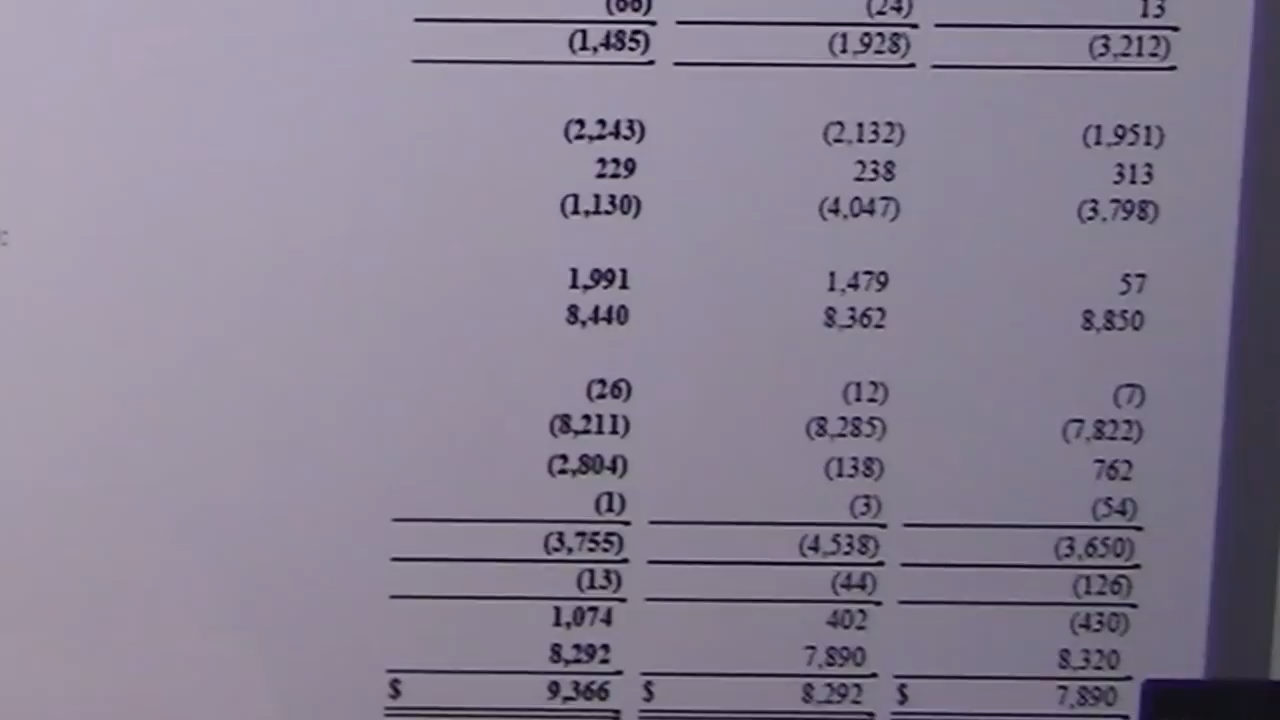 (66) (24) 13
(1,485) (1,928) (3,212)
(2,243) (2,132) (1,951)
229 238 313
(1,130) (4,047) (3,798)
1,991 1,479 57
8,440 8,362 8,850
(26) (12) (7)
(8,211) (8,285) (7,822)
(2,804) (138) 762
(1) (3) (54)
(3,755) (4,538) (3,650)
(13) (44) (126)
1,074 402 (430)
8,292 7,890 8,320
$ 9,366 $ 8,292 $ 7,890